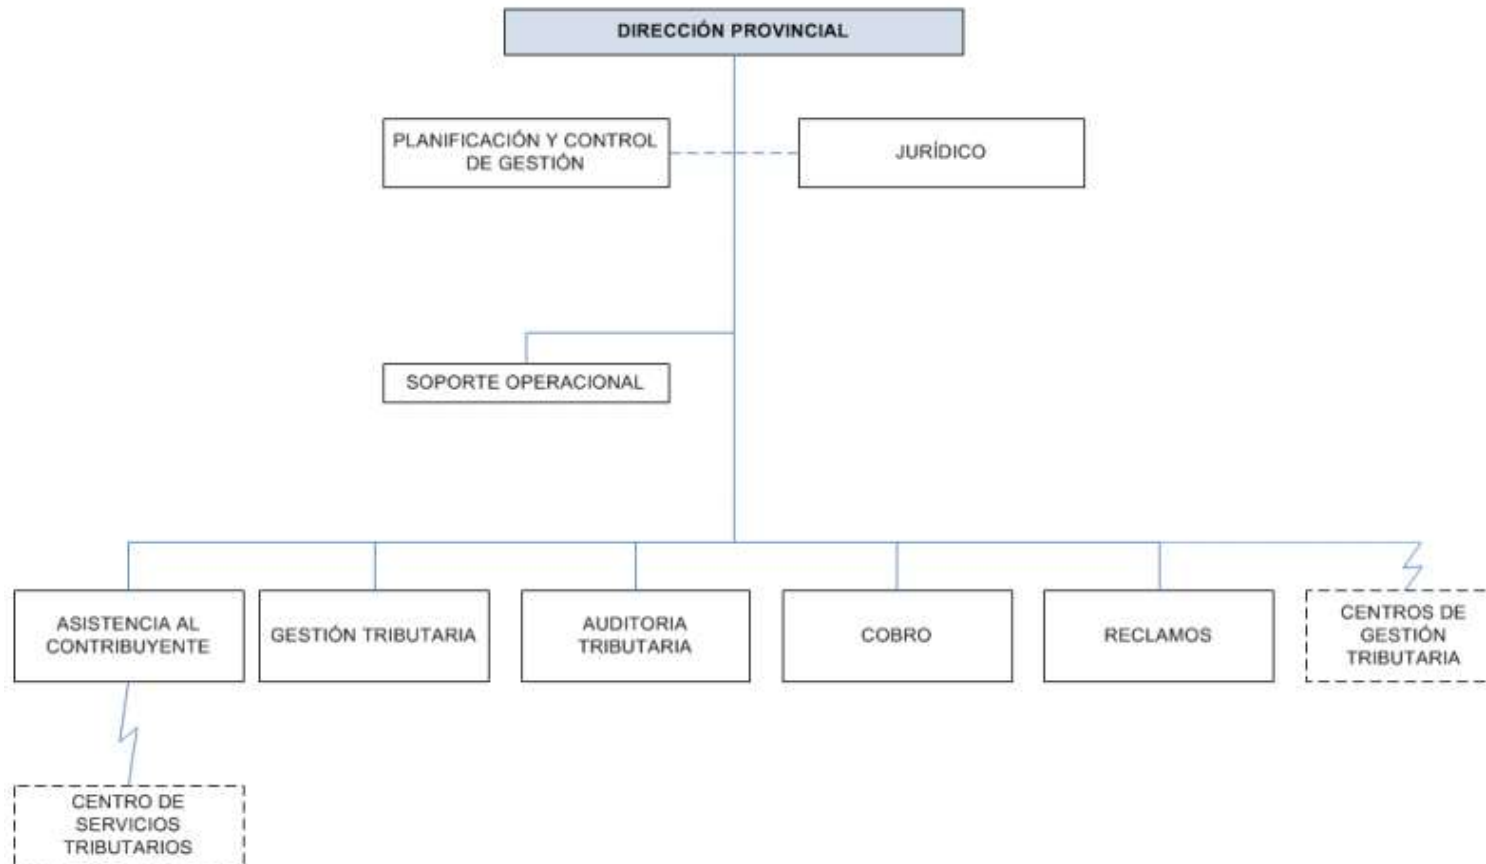 DIRECCIÓN PROVINCIAL
PLANIFICACIÓN Y CONTROL
DE GESTIÓN
JURÍDICO
SOPORTE OPERACIONAL
ASISTENCIA AL
CONTRIBUYENTE
GESTIÓN TRIBUTARIA
AUDITORIA
TRIBUTARIA
COBRO
RECLAMOS
CENTROS DE
GESTIÓN
TRIBUTARIA
CENTRO DE
SERVICIOS
TRIBUTARIOS